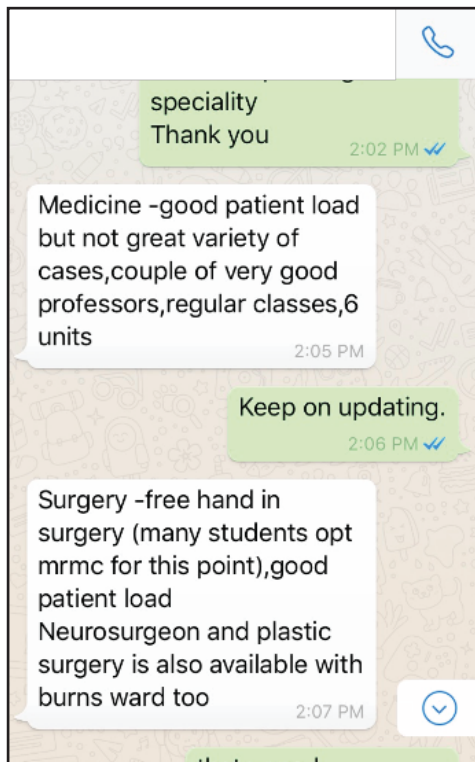 speciality
Thank you
2:02 PM
Medicine -good patient load
but not great variety of
cases,couple of very good
professors,regular classes,6
units
2:05 PM
Keep on updating.
2:06 PM
Surgery -free hand in
surgery (many students opt
mrmc for this point),good
patient load
Neurosurgeon and plastic
surgery is also available with
burns ward too
2:07 PM